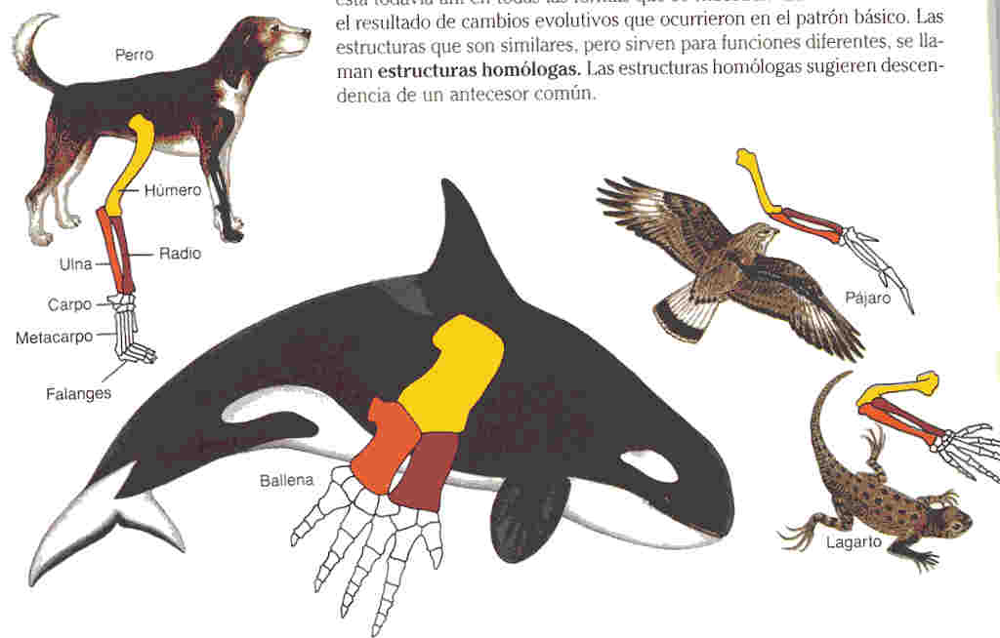 el resultado de cambios evolutivos que ocurrieron en el patrón básico. Las
estructuras que son similares, pero sirven para funciones diferentes, se lla-
man estructuras homólogas. Las estructuras homólogas sugieren descen-
dencia de un antecesor común.
Perro
Húmero
Ulna
Radio
Carpo
Metacarpo
Falanges
Pájaro
Ballena
Lagarto